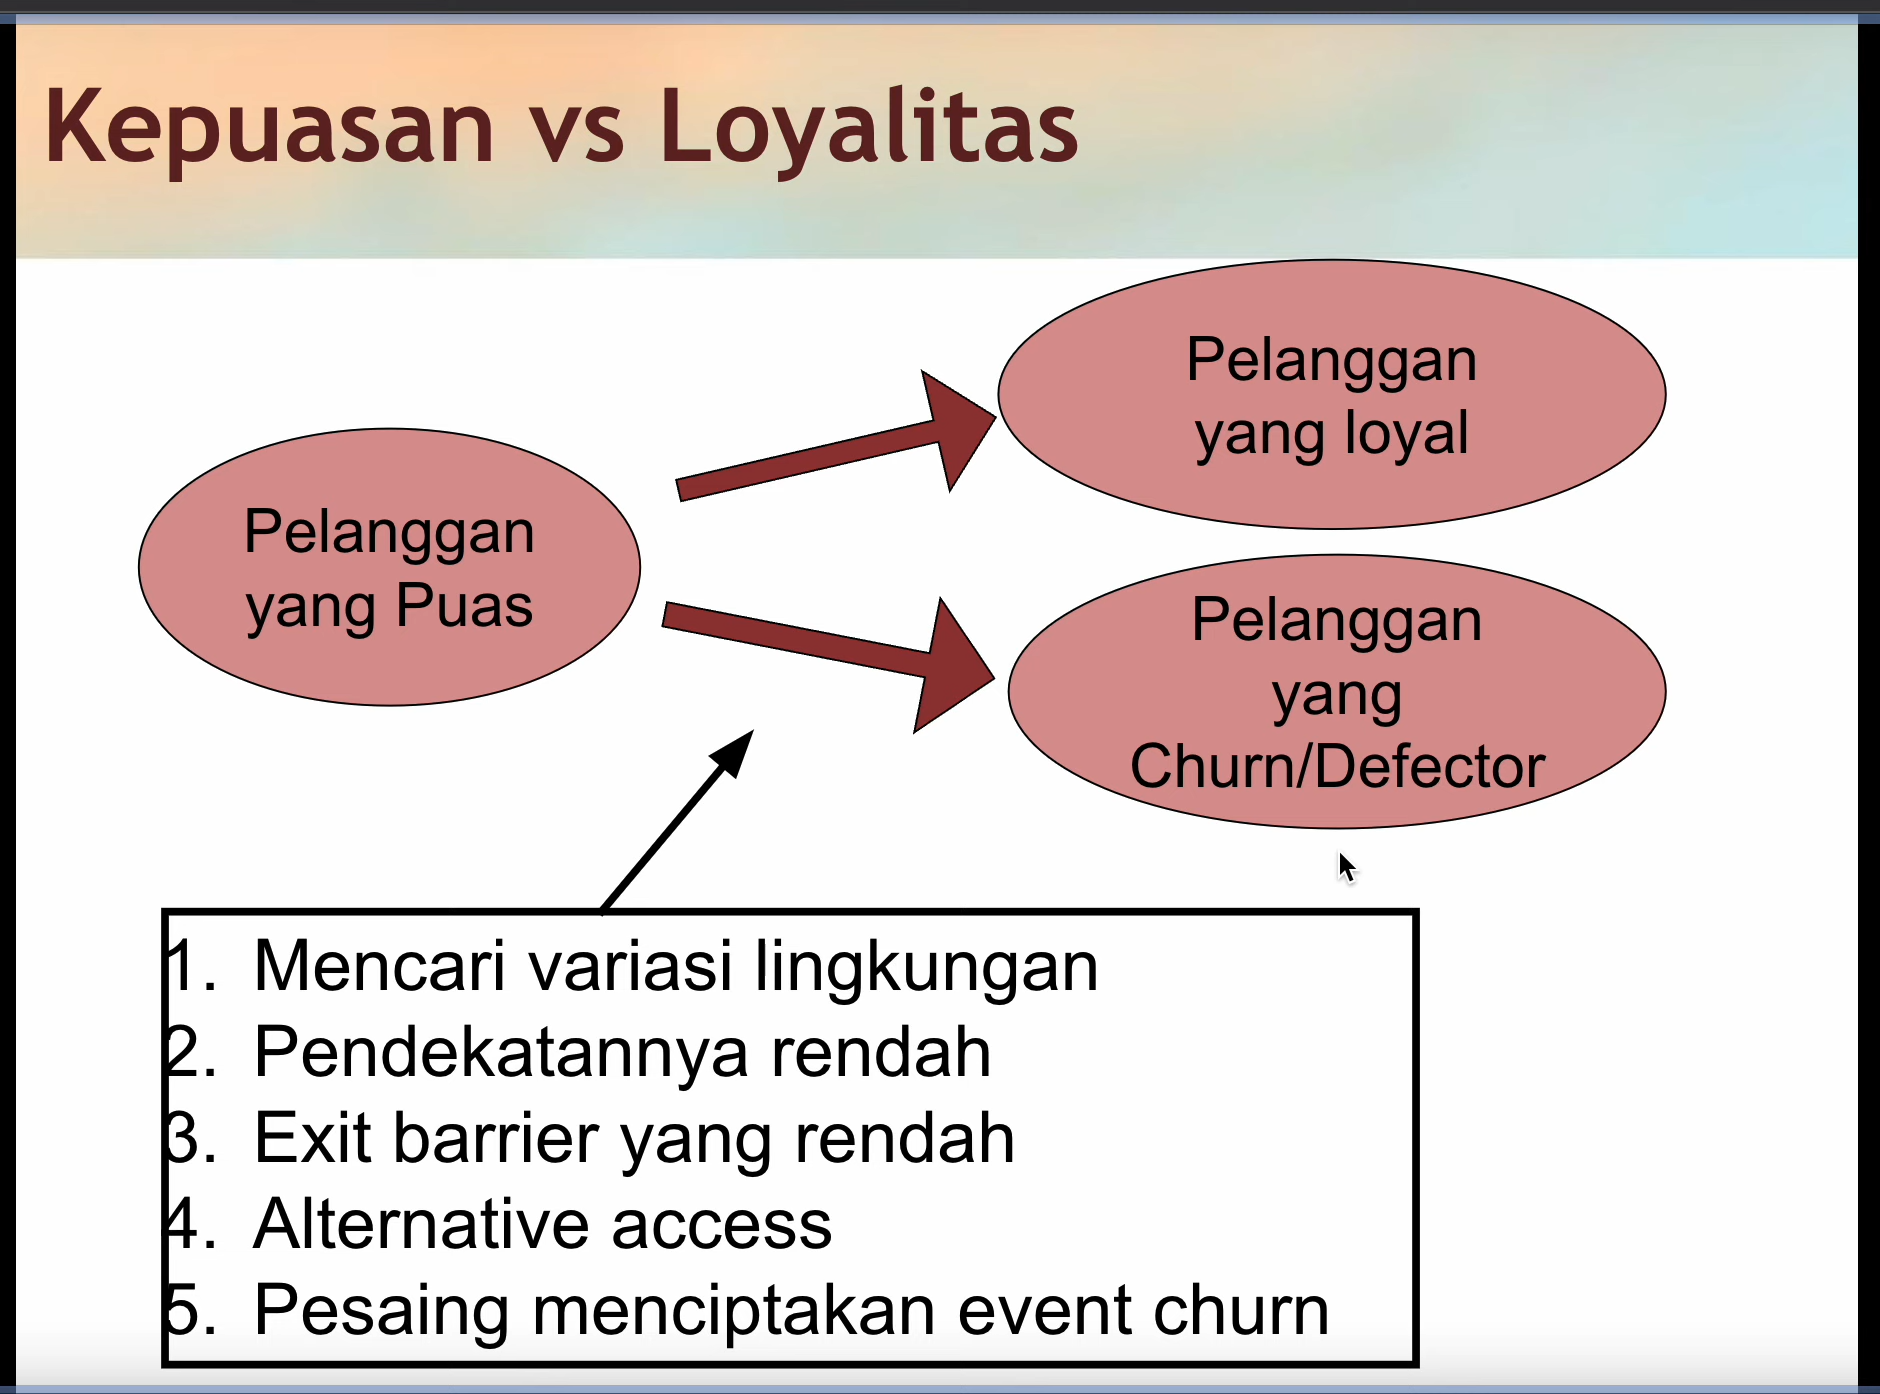 Kepuasan vs Loyalitas
Pelanggan
yang loyal
Pelanggan
yang Puas
Pelanggan
yang
Churn/Defector
1. Mencari variasi lingkungan
2. Pendekatannya rendah
3. Exit barrier yang rendah
4. Alternative access
5. Pesaing menciptakan event churn